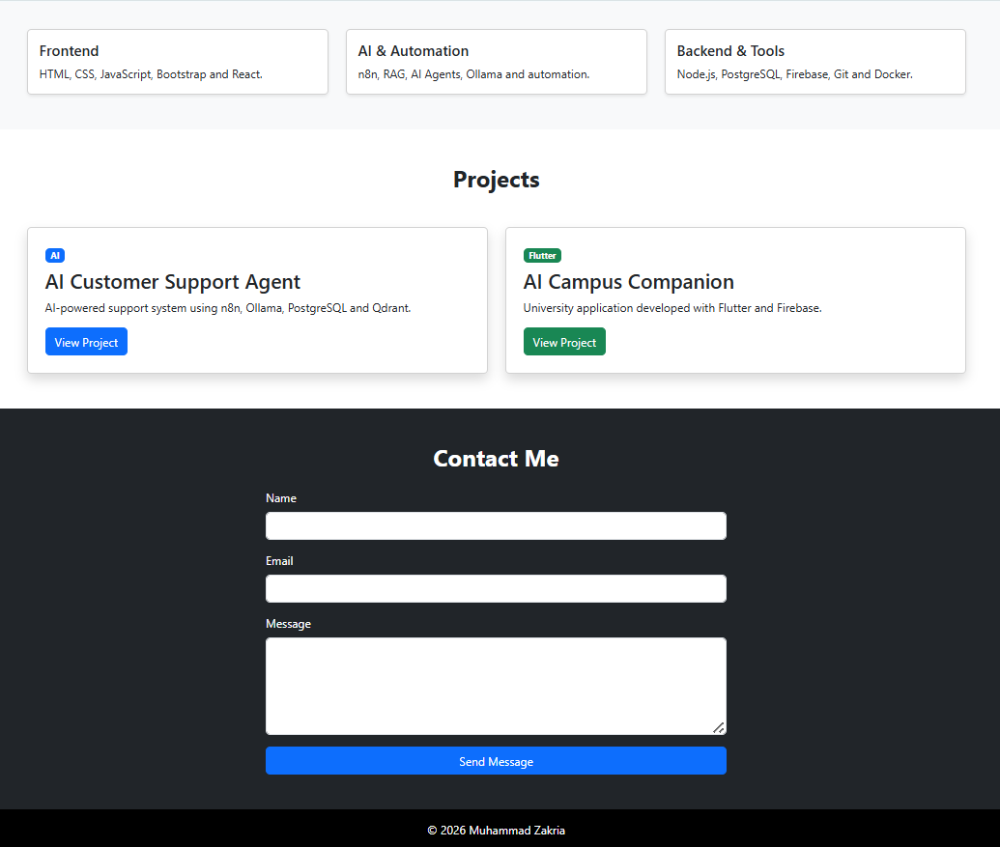 Frontend
HTML, CSS, JavaScript, Bootstrap and React.
AI & Automation
n8n, RAG, AI Agents, Ollama and automation.
Backend & Tools
Node.js, PostgreSQL, Firebase, Git and Docker.
Projects
AI
AI Customer Support Agent
AI-powered support system using n8n, Ollama, PostgreSQL and Qdrant.
View Project
Flutter
AI Campus Companion
University application developed with Flutter and Firebase.
View Project
Contact Me
Name
Email
Message
Send Message
© 2026 Muhammad Zakria